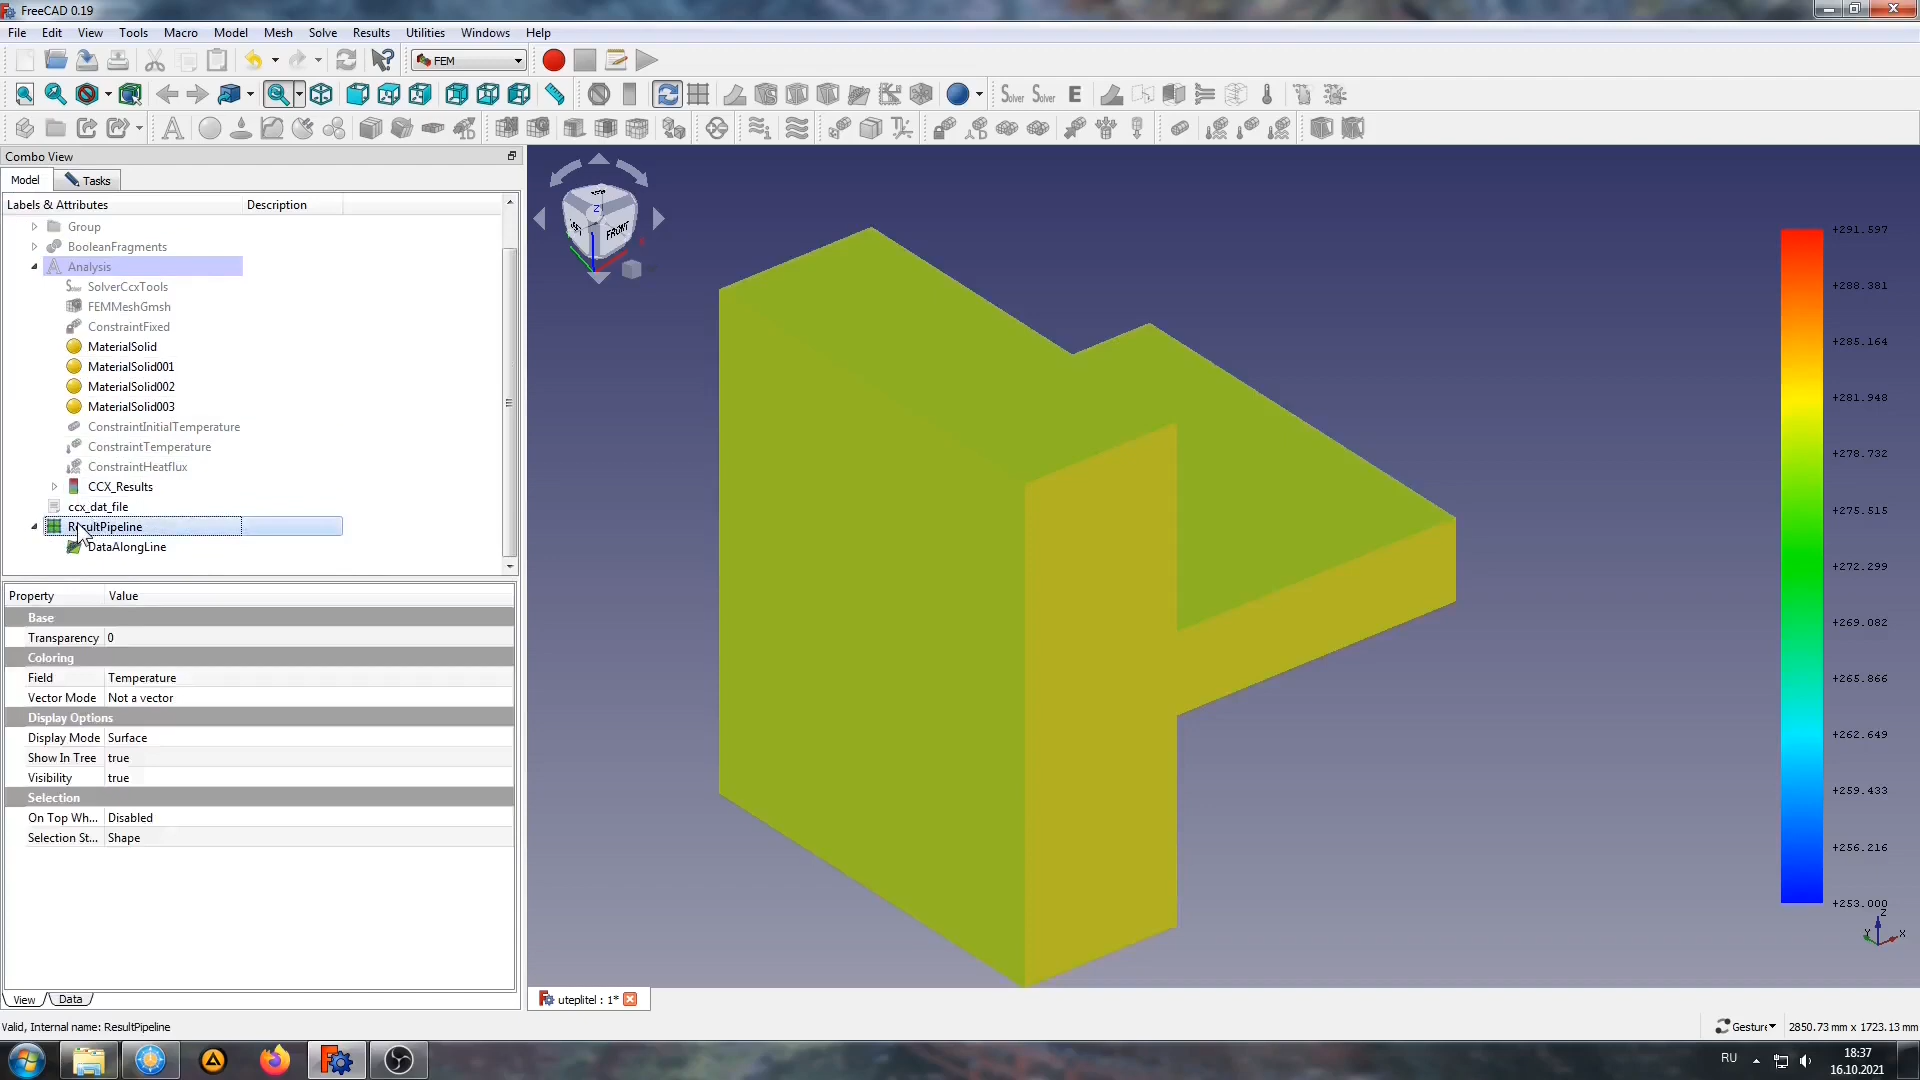 FreeCAD 0.19
File Edit View Tools Macro Model Mesh Solve Results Utilities Windows Help
FEM
Solver Solver E
Combo View
Model Tasks
Labels & Attributes Description
Group
BooleanFragments
Analysis
SolverCcxTools
FEMMeshGmsh
ConstraintFixed
MaterialSolid
MaterialSolid001
MaterialSolid002
MaterialSolid003
ConstraintInitialTemperature
ConstraintTemperature
ConstraintHeatflux
CCX_Results
ccx_dat_file
ResultPipeline
DataAlongLine
Property Value
Base
Transparency 0
Coloring
Field Temperature
Vector Mode Not a vector
Display Options
Display Mode Surface
Show In Tree true
Visibility true
Selection
On Top Wh... Disabled
Selection St... Shape
View Data
FRONT
Z
+291.597
+288.381
+285.164
+281.948
+278.732
+275.515
+272.299
+269.082
+265.866
+262.649
+259.433
+256.216
+253.000
Z
Y X
uteplitel : 1*
Valid, Internal name: ResultPipeline
Gesture 2850.73 mm x 1723.13 mm
RU
18:37
16.10.2021